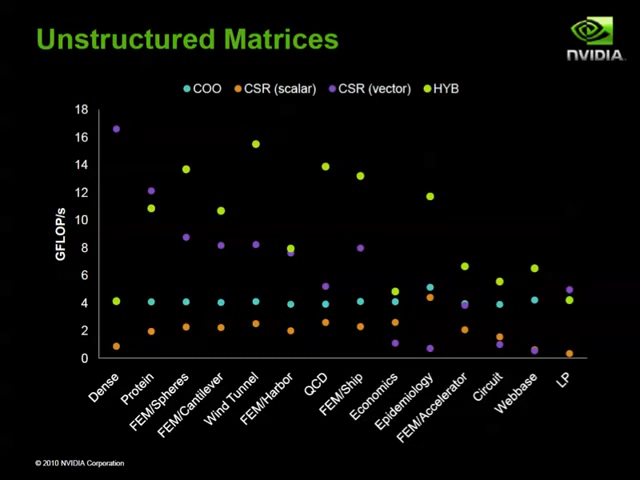 Unstructured Matrices
NVIDIA.
COO CSR (scalar) CSR (vector) HYB
18
16
14
12
10
8
6
4
2
0
GFLOP/s
Dense
Protein
FEM/Spheres
FEM/Cantilever
Wind Tunnel
FEM/Harbor
QCD
FEM/Ship
Economics
Epidemiology
FEM/Accelerator
Circuit
Webbase
LP
© 2010 NVIDIA Corporation